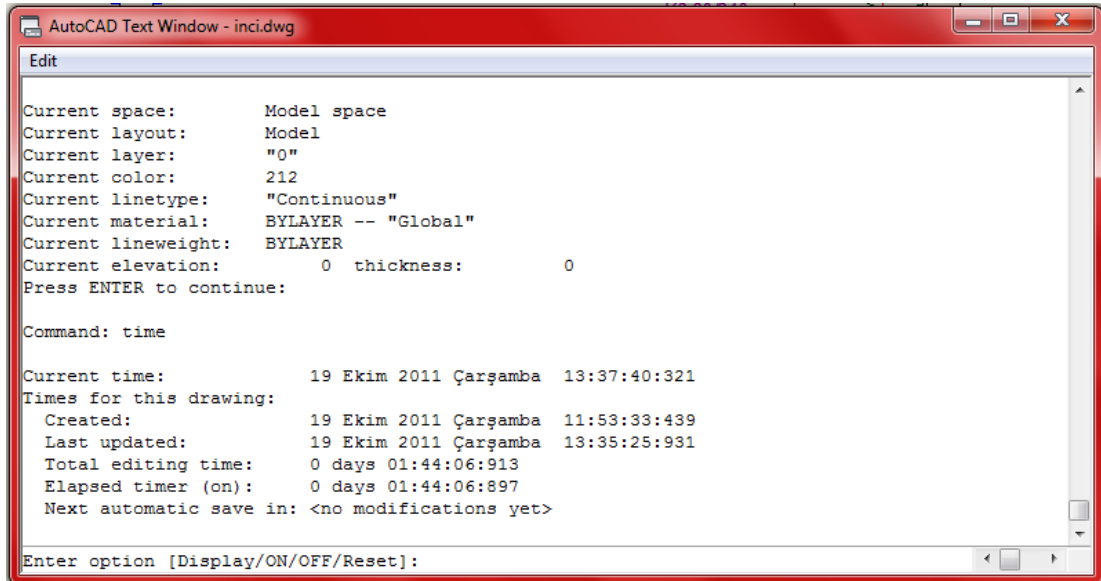 AutoCAD Text Window - inci.dwg
Edit
Current space: Model space
Current layout: Model
Current layer: "0"
Current color: 212
Current linetype: "Continuous"
Current material: BYLAYER -- "Global"
Current lineweight: BYLAYER
Current elevation: 0 thickness: 0
Press ENTER to continue:
Command: time
Current time: 19 Ekim 2011 Çarşamba 13:37:40:321
Times for this drawing:
Created: 19 Ekim 2011 Çarşamba 11:53:33:439
Last updated: 19 Ekim 2011 Çarşamba 13:35:25:931
Total editing time: 0 days 01:44:06:913
Elapsed timer (on): 0 days 01:44:06:897
Next automatic save in: <no modifications yet>
Enter option [Display/ON/OFF/Reset]: